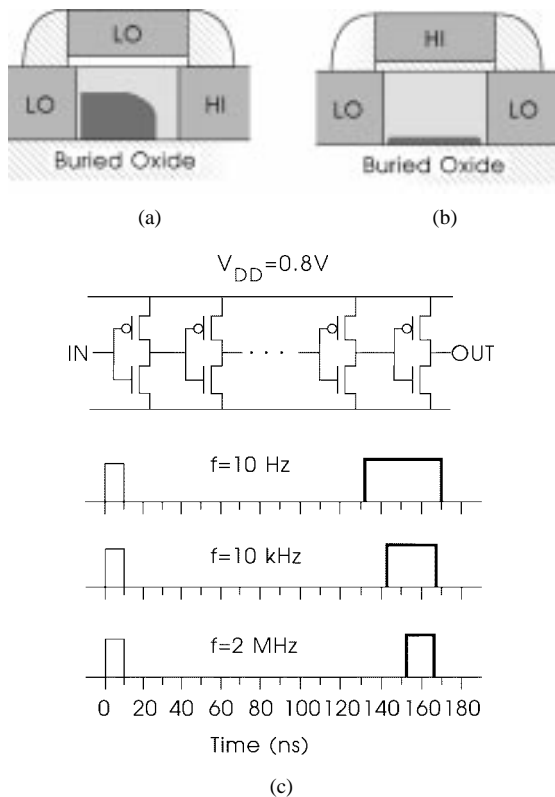 LO
LO
HI
Buried Oxide
(a)
HI
LO
LO
Buried Oxide
(b)
V_DD=0.8V
IN
OUT
f=10 Hz
f=10 kHz
f=2 MHz
0 20 40 60 80 100 120 140 160 180
Time (ns)
(c)